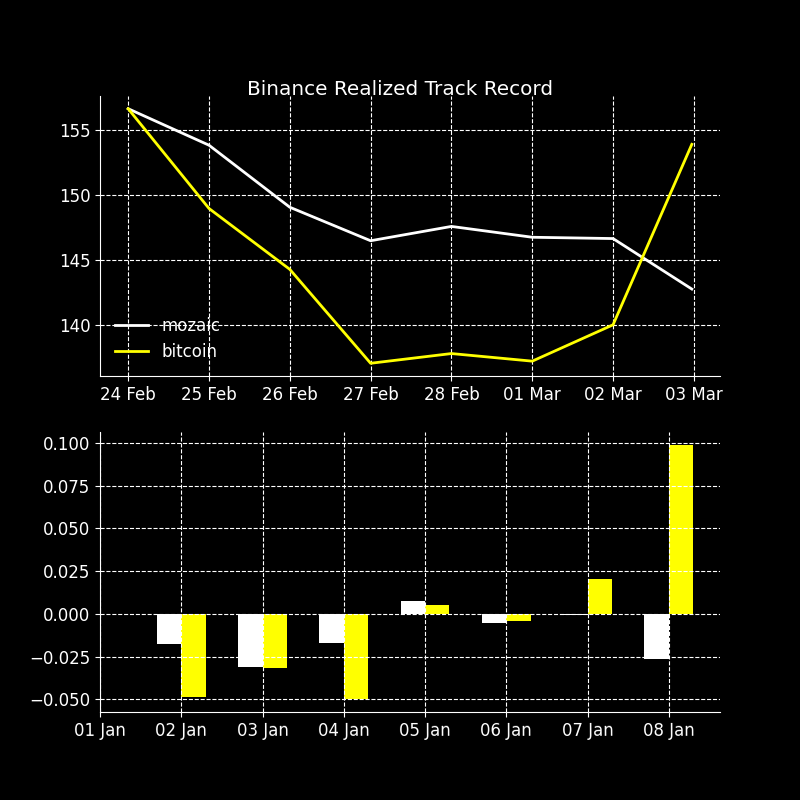 Binance Realized Track Record
155
150
145
140
mozaic
bitcoin
24 Feb 25 Feb 26 Feb 27 Feb 28 Feb 01 Mar 02 Mar 03 Mar
0.100
0.075
0.050
0.025
0.000
−0.025
−0.050
01 Jan 02 Jan 03 Jan 04 Jan 05 Jan 06 Jan 07 Jan 08 Jan